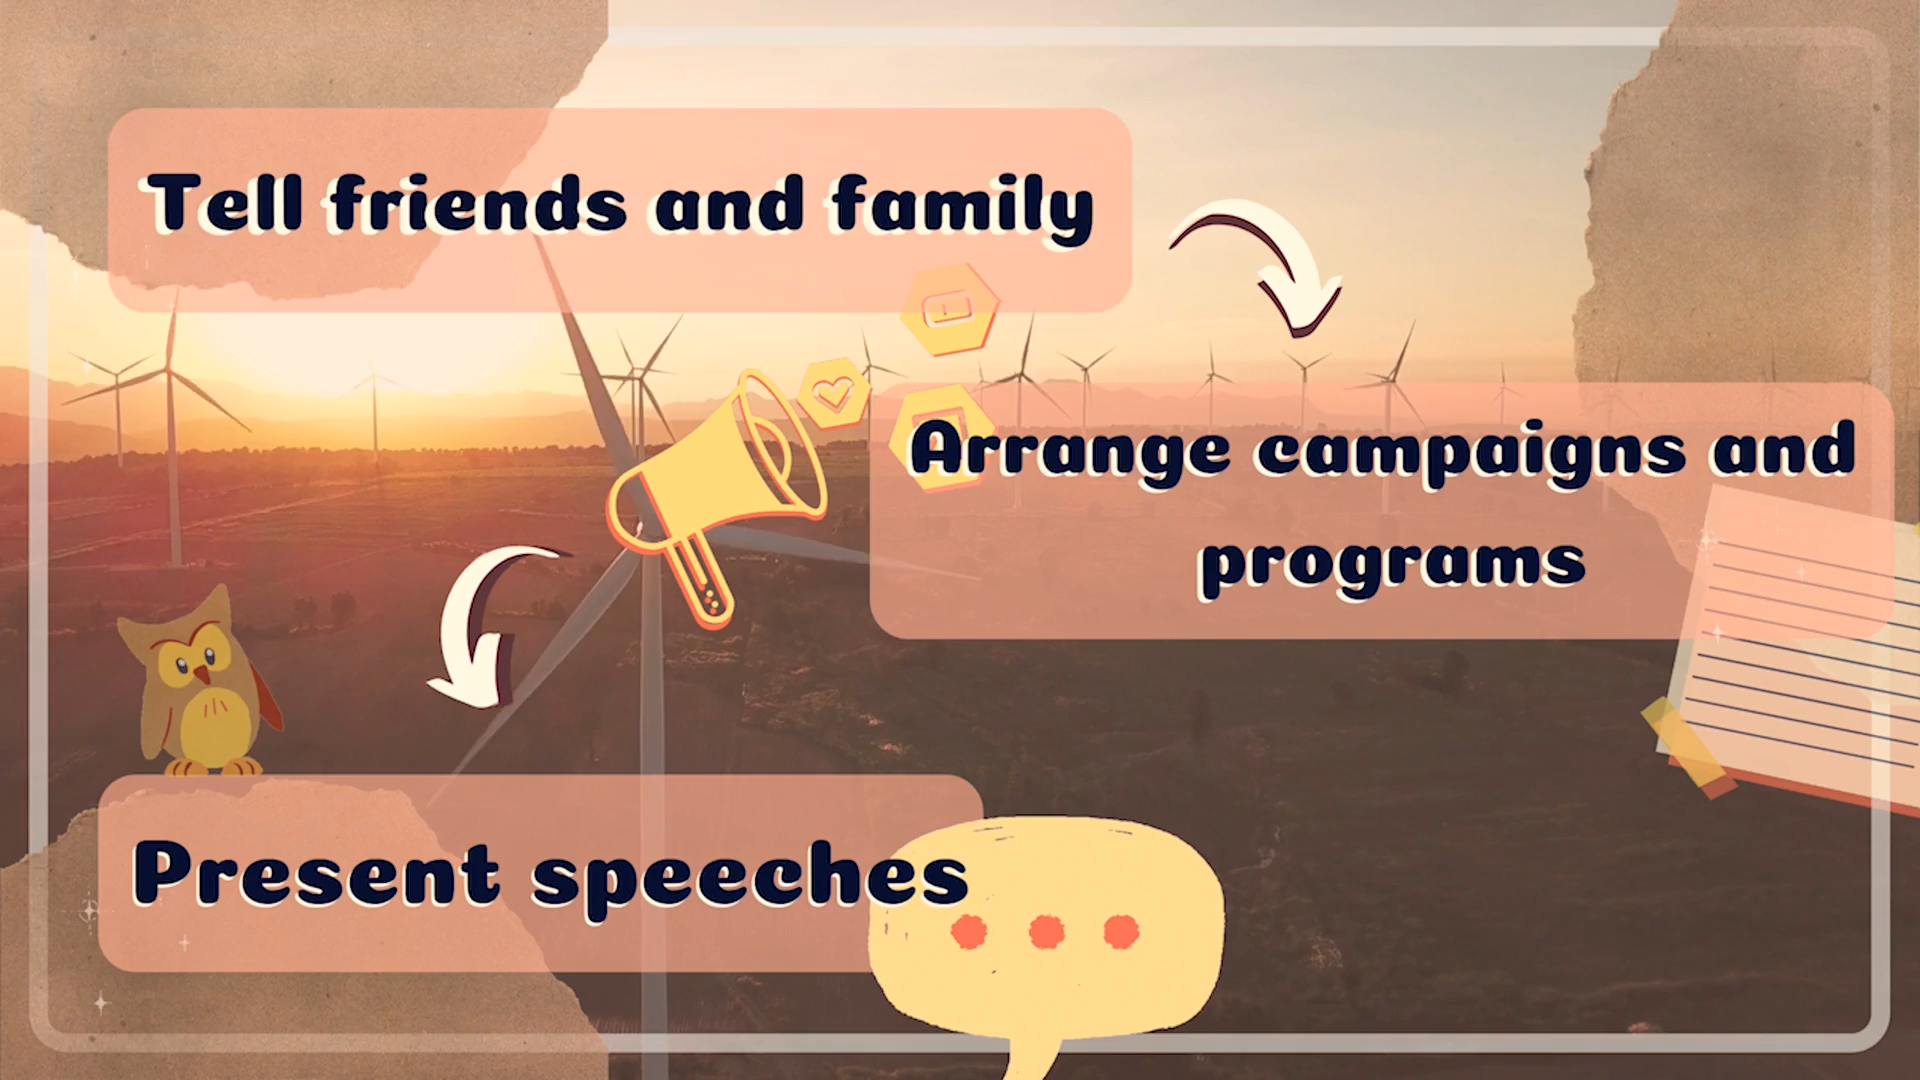 Tell friends and family
Arrange campaigns and
programs
Present speeches